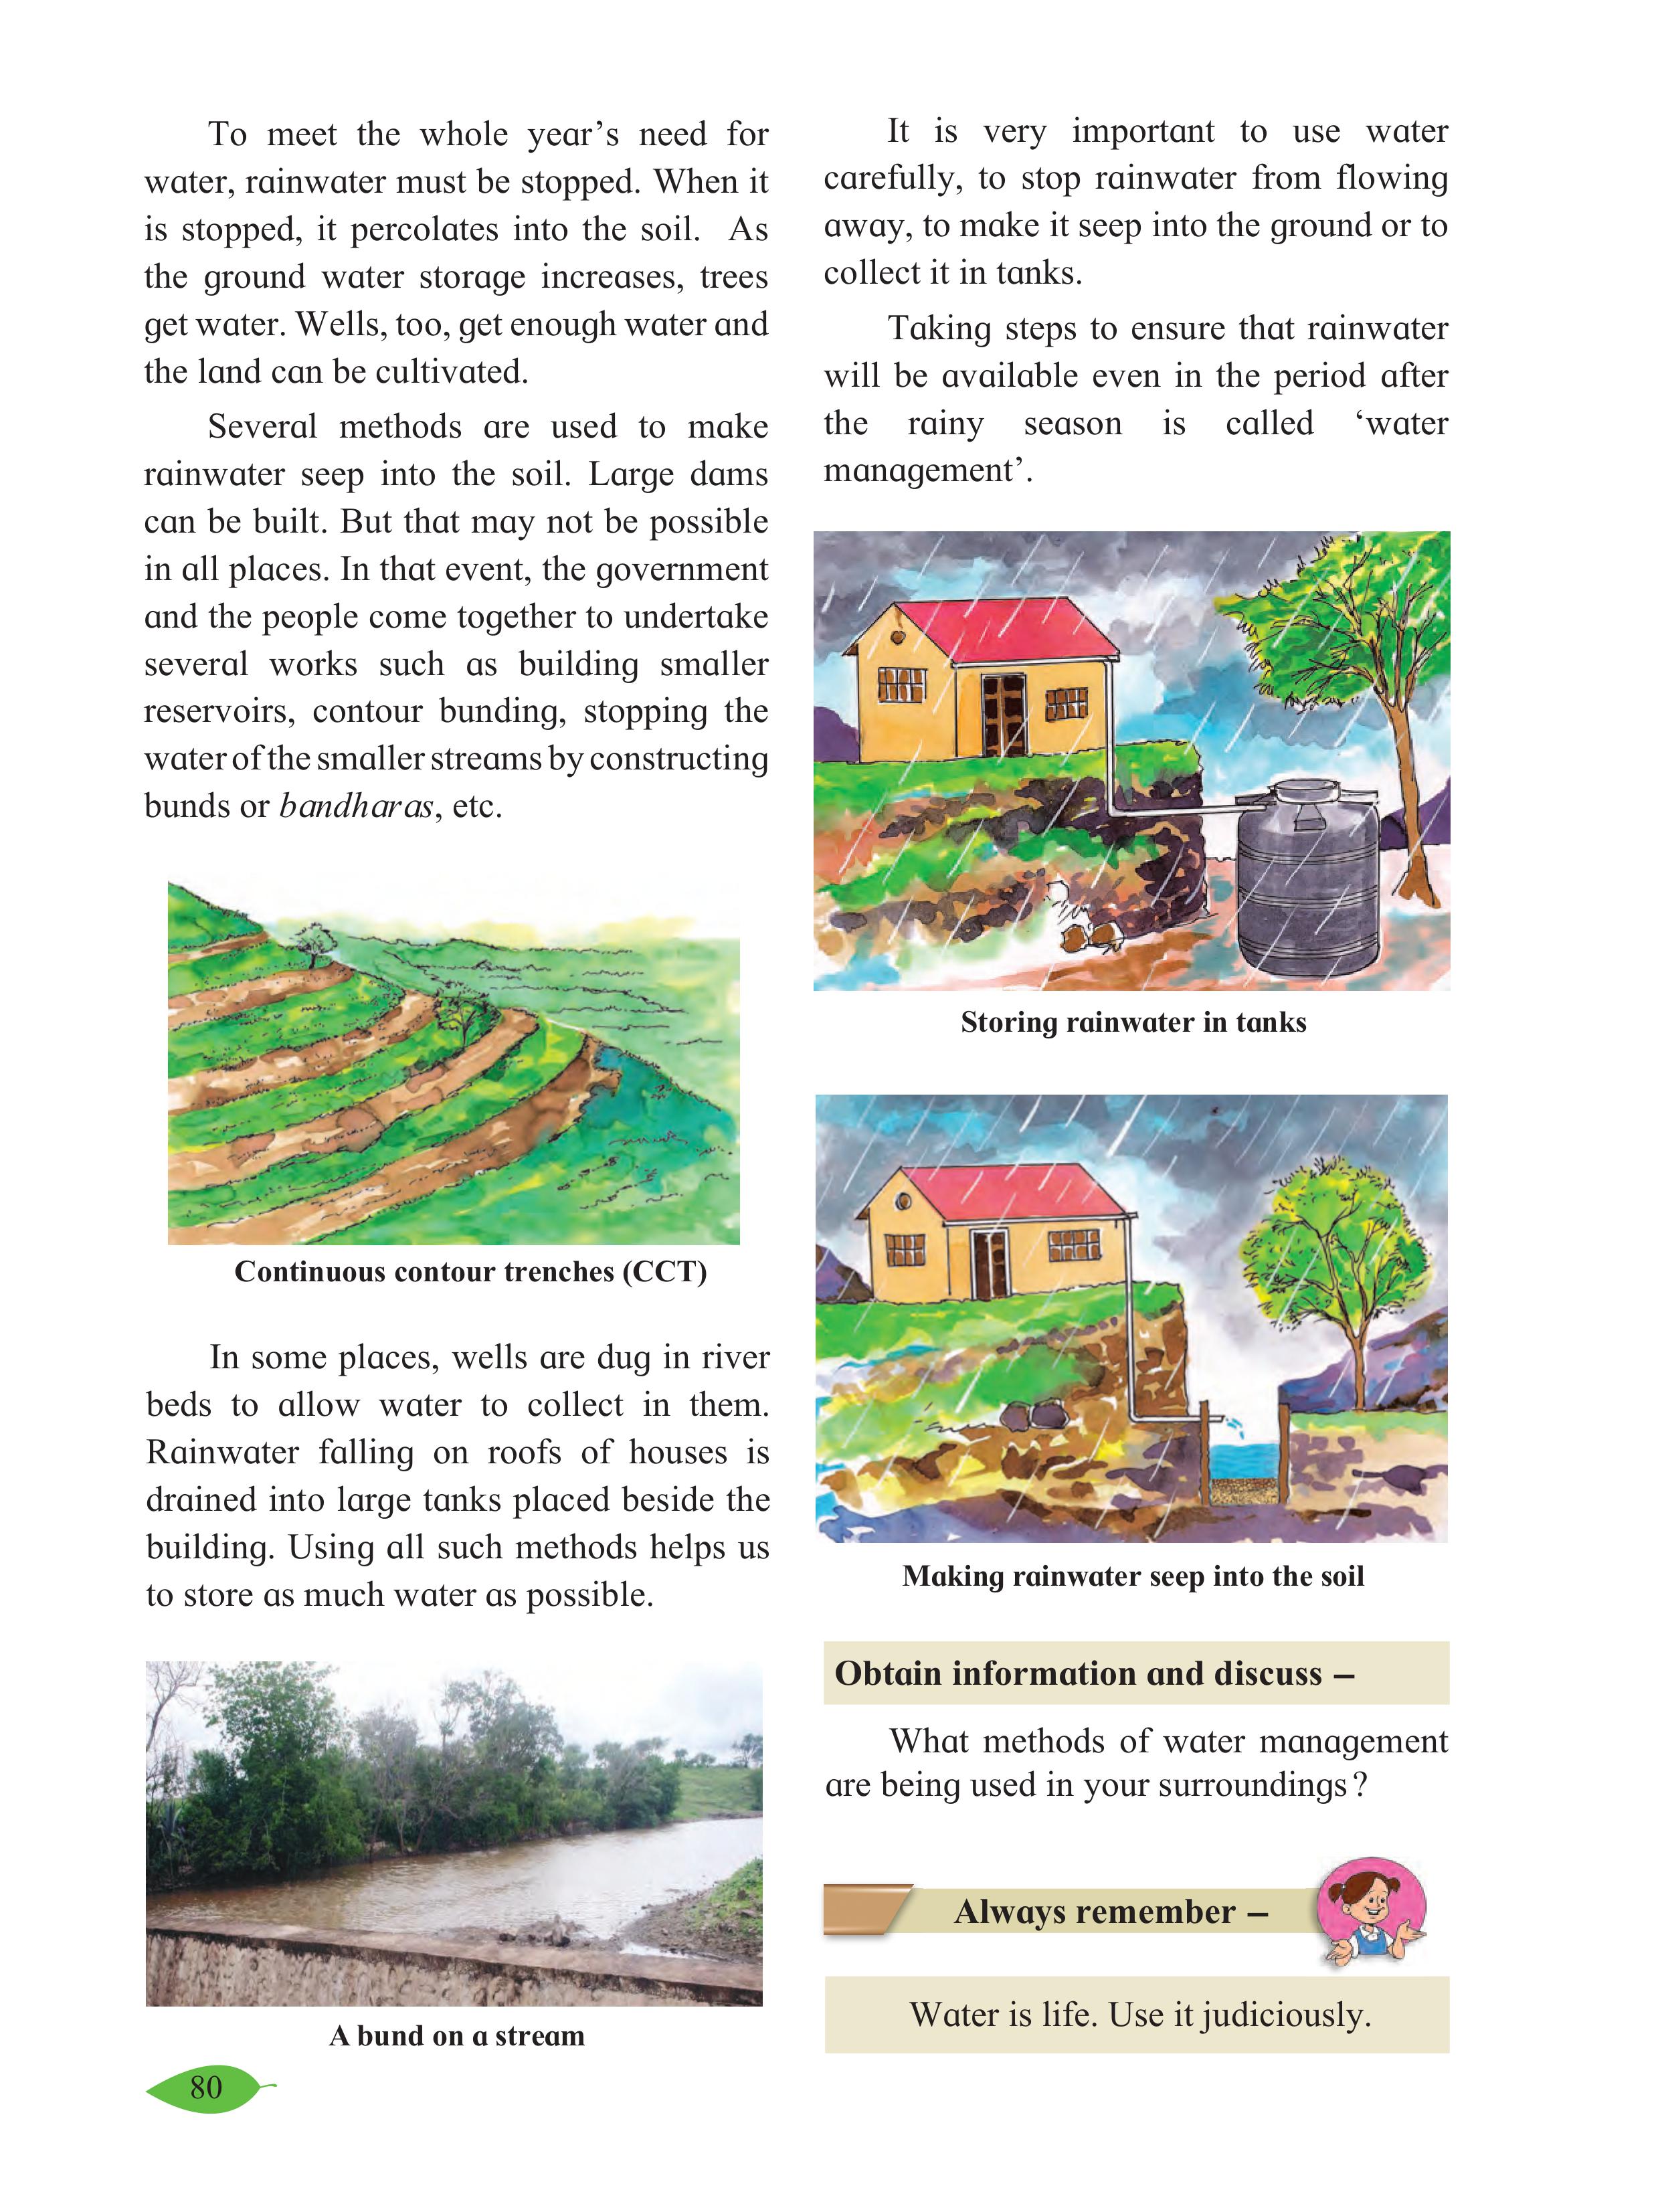 To meet the whole year’s need for
water, rainwater must be stopped. When it
is stopped, it percolates into the soil. As
the ground water storage increases, trees
get water. Wells, too, get enough water and
the land can be cultivated.
Several methods are used to make
rainwater seep into the soil. Large dams
can be built. But that may not be possible
in all places. In that event, the government
and the people come together to undertake
several works such as building smaller
reservoirs, contour bunding, stopping the
water of the smaller streams by constructing
bunds or bandharas, etc.
Continuous contour trenches (CCT)
In some places, wells are dug in river
beds to allow water to collect in them.
Rainwater falling on roofs of houses is
drained into large tanks placed beside the
building. Using all such methods helps us
to store as much water as possible.
A bund on a stream
80
It is very important to use water
carefully, to stop rainwater from flowing
away, to make it seep into the ground or to
collect it in tanks.
Taking steps to ensure that rainwater
will be available even in the period after
the rainy season is called ‘water
management’.
Storing rainwater in tanks
Making rainwater seep into the soil
Obtain information and discuss –
What methods of water management
are being used in your surroundings ?
Always remember –
Water is life. Use it judiciously.